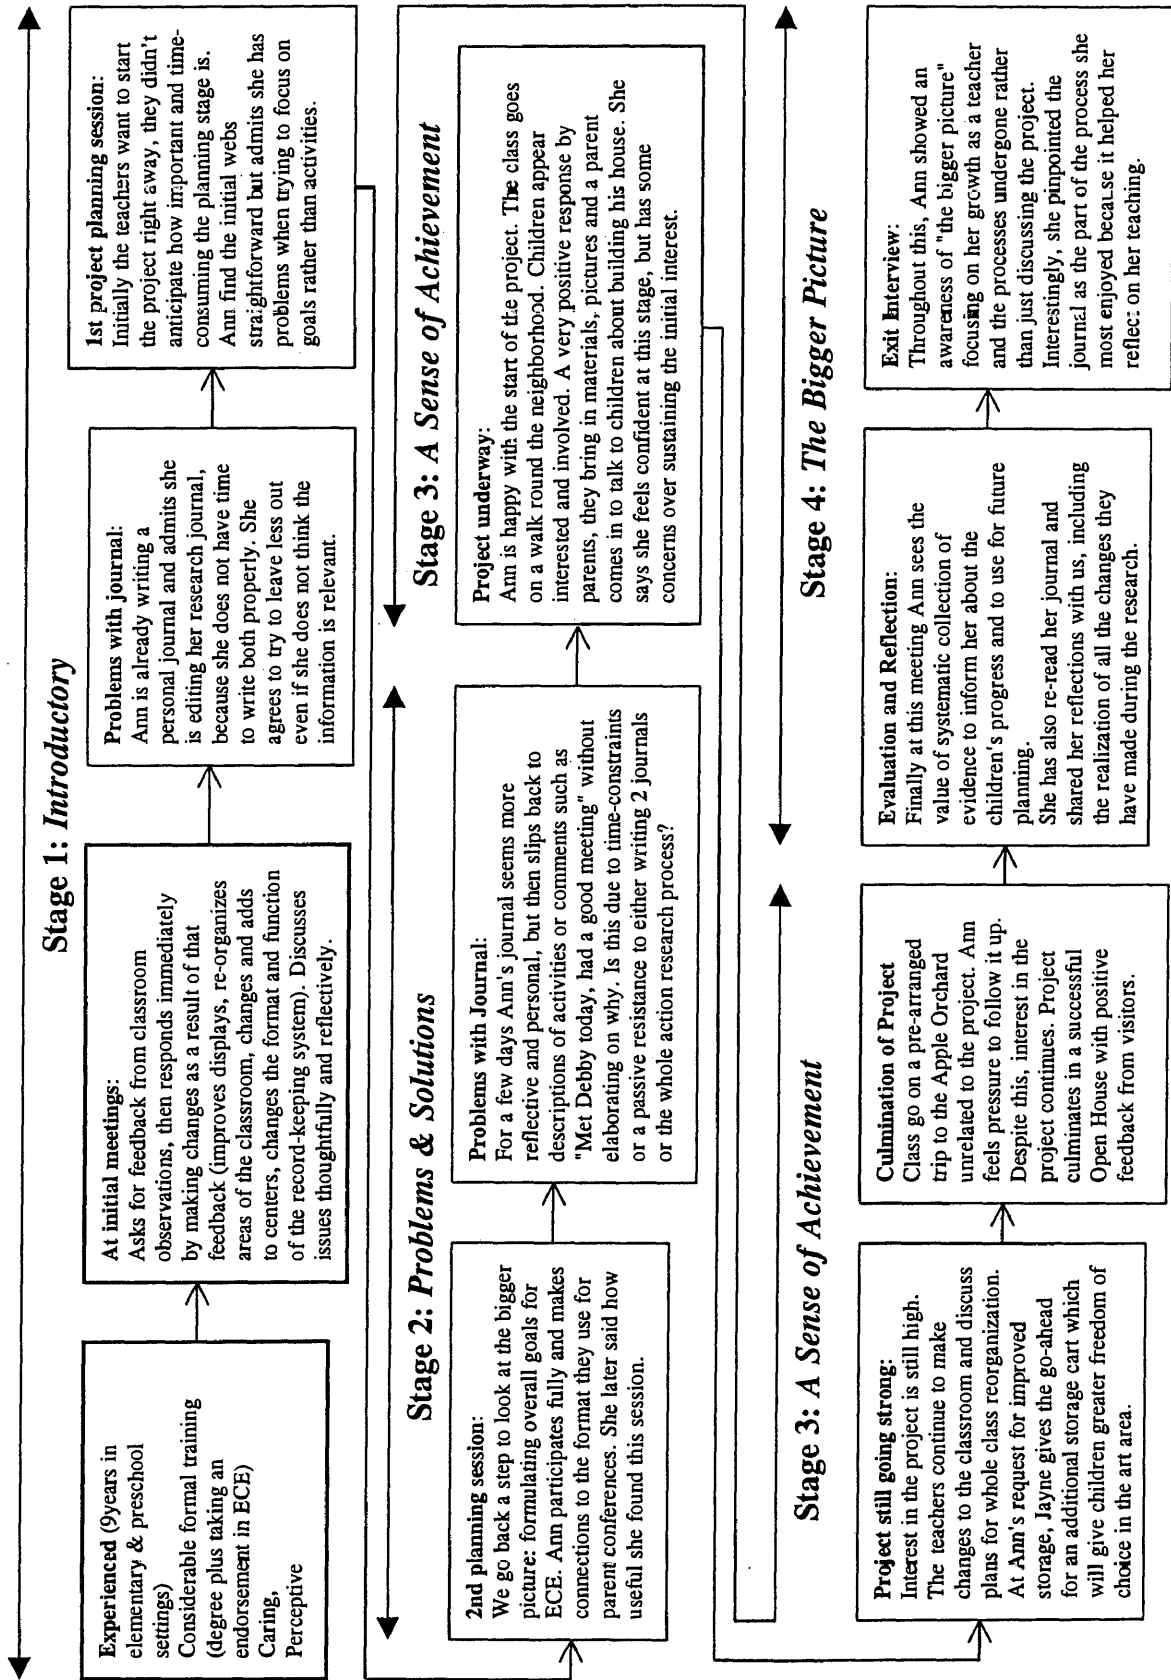 Stage 1: Introductory
Experienced (9years in
elementary & preschool
settings)
Considerable formal training
(degree plus taking an
endorsement in ECE)
Caring,
Perceptive
At initial meetings:
Asks for feedback from classroom
observations, then responds immediately
by making changes as a result of that
feedback (improves displays, re-organizes
areas of the classroom, changes and adds
to centers, changes the format and function
of the record-keeping system). Discusses
issues thoughtfully and reflectively.
Problems with journal:
Ann is already writing a
personal journal and admits she
is editing her research journal,
because she does not have time
to write both properly. She
agrees to try to leave less out
even if she does not think the
information is relevant.
1st project planning session:
Initially the teachers want to start
the project right away, they didn't
anticipate how important and time-
consuming the planning stage is.
Ann find the initial webs
straightforward but admits she has
problems when trying to focus on
goals rather than activities.
Stage 2: Problems & Solutions
2nd planning session:
We go back a step to look at the bigger
picture: formulating overall goals for
ECE. Ann participates fully and makes
connections to the format they use for
parent conferences. She later said how
useful she found this session.
Problems with Journal:
For a few days Ann's journal seems more
reflective and personal, but then slips back to
descriptions of activities or comments such as
"Met Debby today, had a good meeting" without
elaborating on why. Is this due to time-constraints
or a passive resistance to either writing 2 journals
or the whole action research process?
Stage 3: A Sense of Achievement
Project underway:
Ann is happy with the start of the project. The class goes
on a walk round the neighborhood. Children appear
interested and involved. A very positive response by
parents, they bring in materials, pictures and a parent
comes in to talk to children about building his house. She
says she feels confident at this stage, but has some
concerns over sustaining the initial interest.
Stage 3: A Sense of Achievement
Project still going strong:
Interest in the project is still high.
The teachers continue to make
changes to the classroom and discuss
plans for whole class reorganization.
At Ann's request for improved
storage, Jayne gives the go-ahead
for an additional storage cart which
will give children greater freedom of
choice in the art area.
Culmination of Project
Class go on a pre-arranged
trip to the Apple Orchard
unrelated to the project. Ann
feels pressure to follow it up.
Despite this, interest in the
project continues. Project
culminates in a successful
Open House with positive
feedback from visitors.
Stage 4: The Bigger Picture
Evaluation and Reflection:
Finally at this meeting Ann sees the
value of systematic collection of
evidence to inform her about the
children's progress and to use for future
planning.
She has also re-read her journal and
shared her reflections with us, including
the realization of all the changes they
have made during the research.
Exit Interview:
Throughout this, Ann showed an
awareness of "the bigger picture"
focusing on her growth as a teacher
and the processes undergone rather
than just discussing the project.
Interestingly, she pinpointed the
journal as the part of the process she
most enjoyed because it helped her
reflect on her teaching.